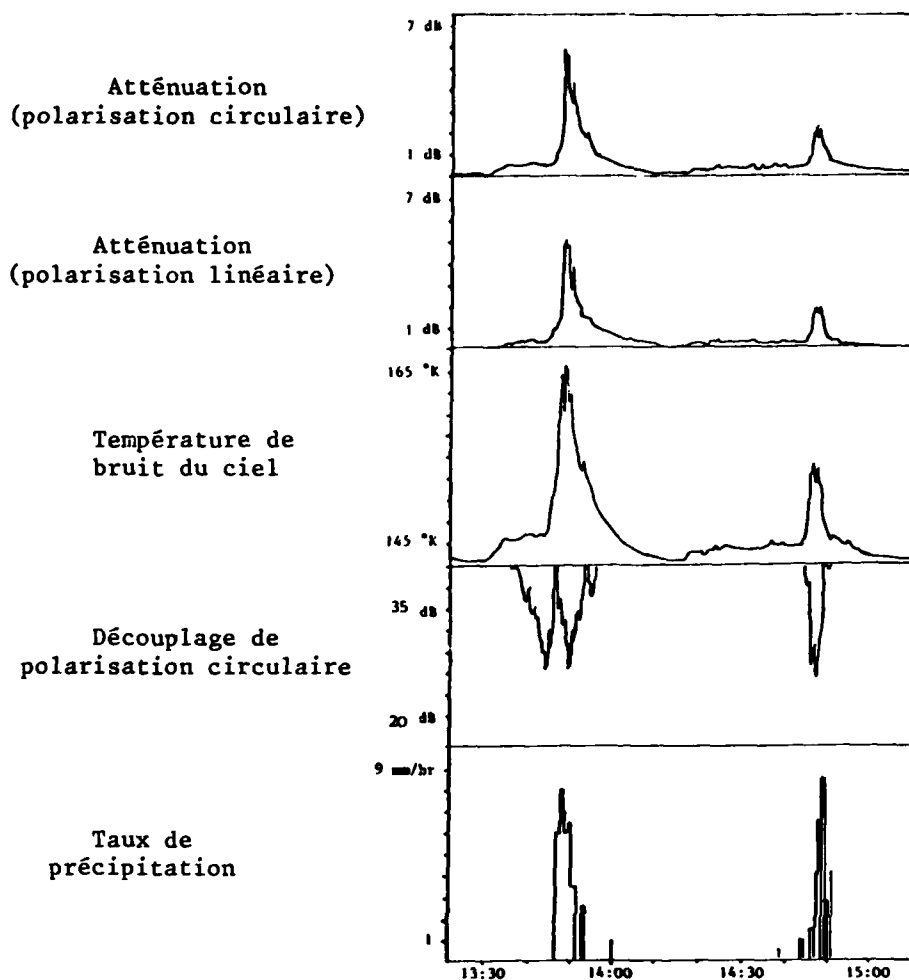 7 dB
Atténuation
(polarisation circulaire)
1 dB
7 dB
Atténuation
(polarisation linéaire)
1 dB
165 °K
Température de
bruit du ciel
145 °K
35 dB
Découplage de
polarisation circulaire
20 dB
9 mm/hr
Taux de
précipitation
1
13:30 14:00 14:30 15:00